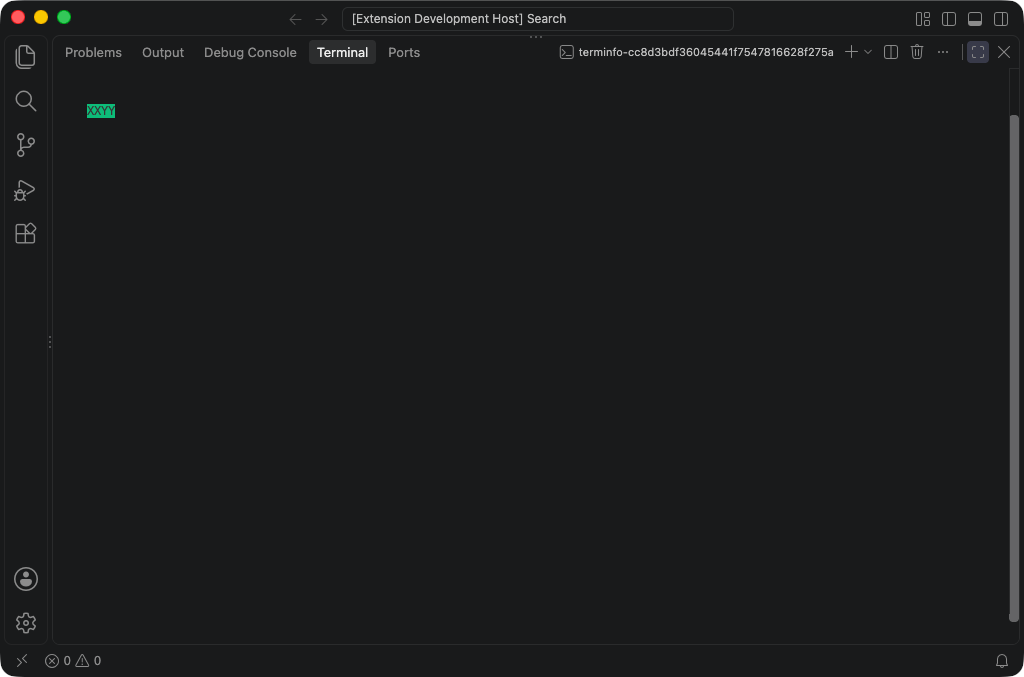 [Extension Development Host] Search
Problems Output Debug Console Terminal Ports terminfo-cc8d3bdf36045441f7547816628f275a
XXYY
0 0